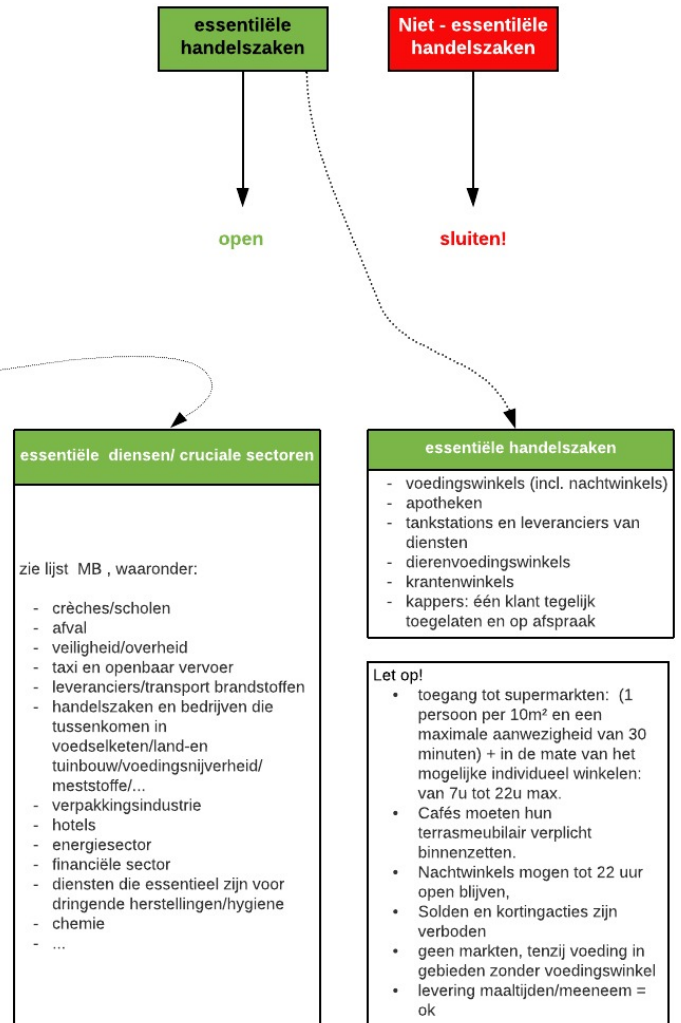 essentilële
handelszaken
Niet - essentilële
handelszaken
open
sluiten!
essentiële  diensen/ cruciale sectoren
zie lijst  MB , waaronder:
- crèches/scholen
- afval
- veiligheid/overheid
- taxi en openbaar vervoer
- leveranciers/transport brandstoffen
- handelszaken en bedrijven die
tussenkomen in
voedselketen/land-en
tuinbouw/voedingsnijverheid/
meststoffe/...
- verpakkingsindustrie
- hotels
- energiesector
- financiële sector
- diensten die essentieel zijn voor
dringende herstellingen/hygiene
- chemie
- ...
essentiële handelszaken
- voedingswinkels (incl. nachtwinkels)
- apotheken
- tankstations en leveranciers van
diensten
- dierenvoedingswinkels
- krantenwinkels
- kappers: één klant tegelijk
toegelaten en op afspraak
Let op!
• toegang tot supermarkten:  (1
persoon per 10m² en een
maximale aanwezigheid van 30
minuten) + in de mate van het
mogelijke individueel winkelen:
van 7u tot 22u max.
• Cafés moeten hun
terrasmeubilair verplicht
binnenzetten.
• Nachtwinkels mogen tot 22 uur
open blijven,
• Solden en kortingacties zijn
verboden
• geen markten, tenzij voeding in
gebieden zonder voedingswinkel
• levering maaltijden/meeneem =
ok